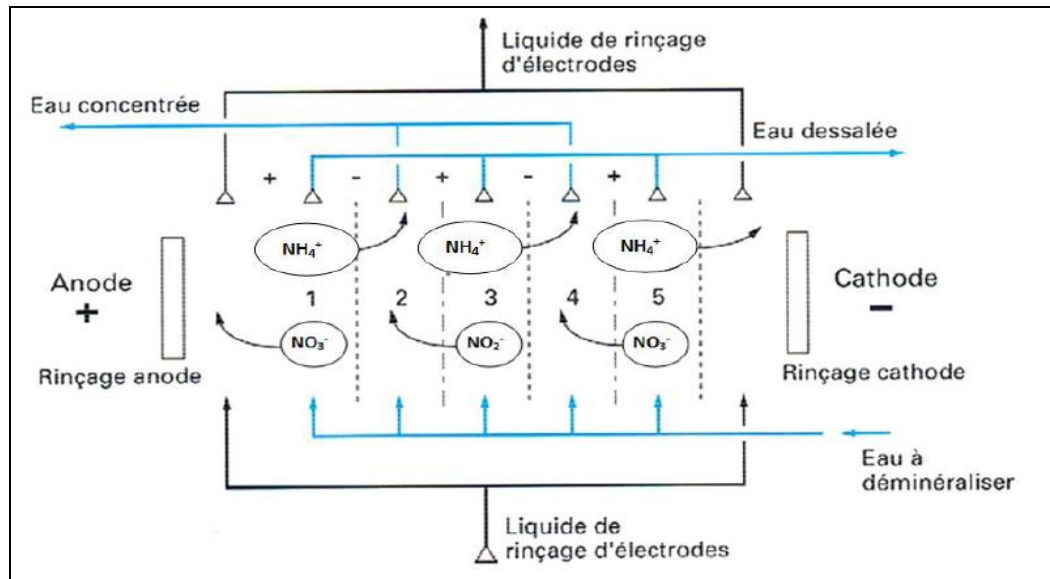 Liquide de rinçage
d'électrodes
Eau concentrée
Eau dessalée
+ - + - +
NH₄⁺ NH₄⁺ NH₄⁺
Anode
+
Cathode
-
1 2 3 4 5
NO₃⁻ NO₂⁻ NO₃⁻
Rinçage anode
Rinçage cathode
Eau à
déminéraliser
Liquide de
rinçage d'électrodes